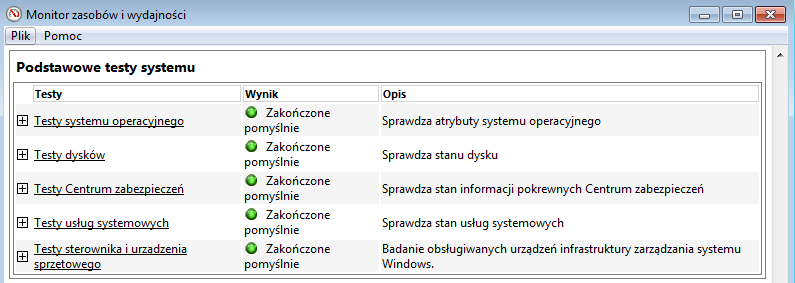 Monitor zasobów i wydajności
Plik Pomoc
Podstawowe testy systemu
Testy Wynik Opis
Testy systemu operacyjnego Zakończone pomyślnie Sprawdza atrybuty systemu operacyjnego
Testy dysków Zakończone pomyślnie Sprawdza stanu dysku
Testy Centrum zabezpieczeń Zakończone pomyślnie Sprawdza stan informacji pokrewnych Centrum zabezpieczeń
Testy usług systemowych Zakończone pomyślnie Sprawdza stan usług systemowych
Testy sterownika i urzadzenia sprzetowego Zakończone pomyślnie Badanie obsługiwanych urządzeń infrastruktury zarządzania systemu Windows.